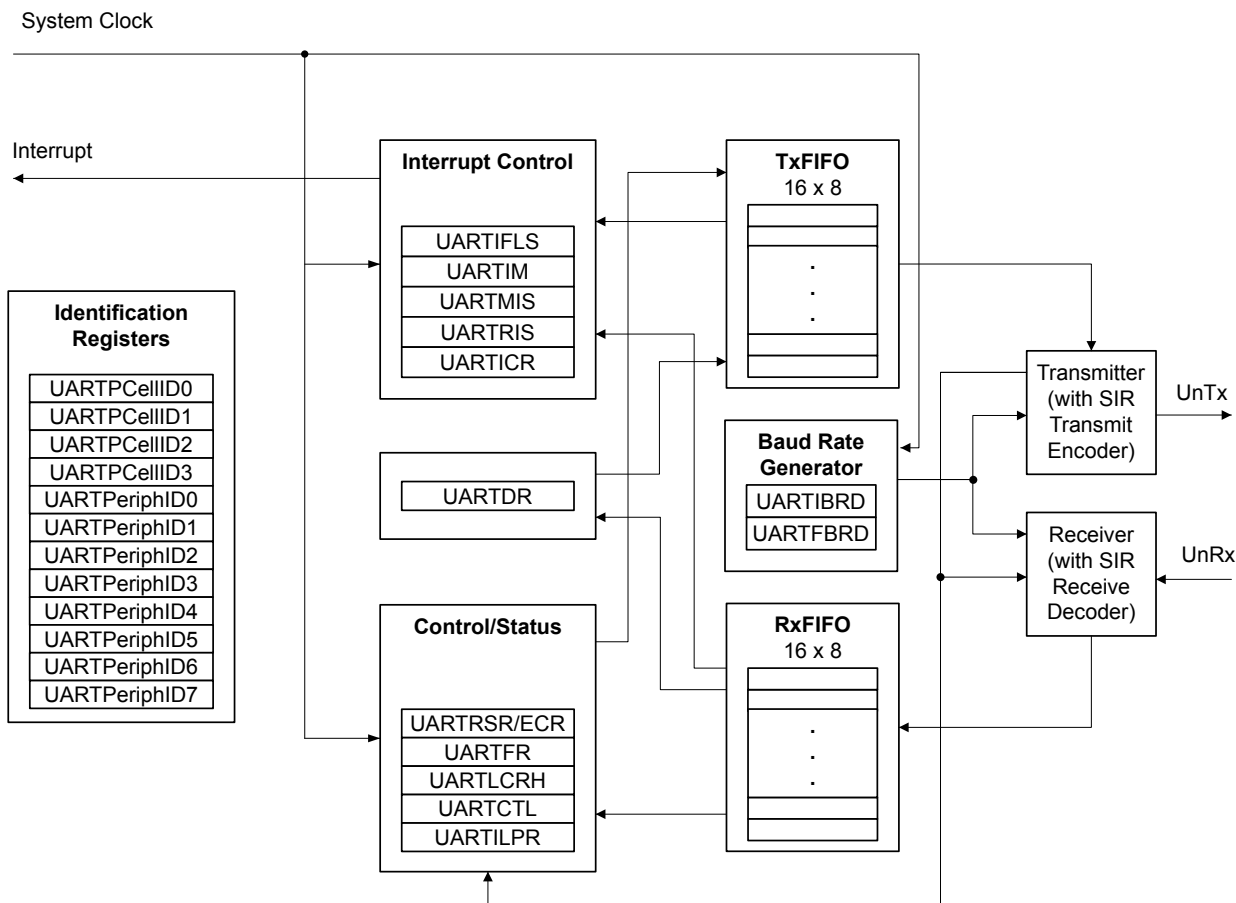 System Clock
Interrupt
Identification
Registers
UARTPCellID0
UARTPCellID1
UARTPCellID2
UARTPCellID3
UARTPeriphID0
UARTPeriphID1
UARTPeriphID2
UARTPeriphID3
UARTPeriphID4
UARTPeriphID5
UARTPeriphID6
UARTPeriphID7
Interrupt Control
UARTIFLS
UARTIM
UARTMIS
UARTRIS
UARTICR
UARTDR
Control/Status
UARTRSR/ECR
UARTFR
UARTLCRH
UARTCTL
UARTILPR
TxFIFO
16 x 8
.
.
.
Baud Rate
Generator
UARTIBRD
UARTFBRD
RxFIFO
16 x 8
.
.
.
Transmitter
(with SIR
Transmit
Encoder)
UnTx
Receiver
(with SIR
Receive
Decoder)
UnRx